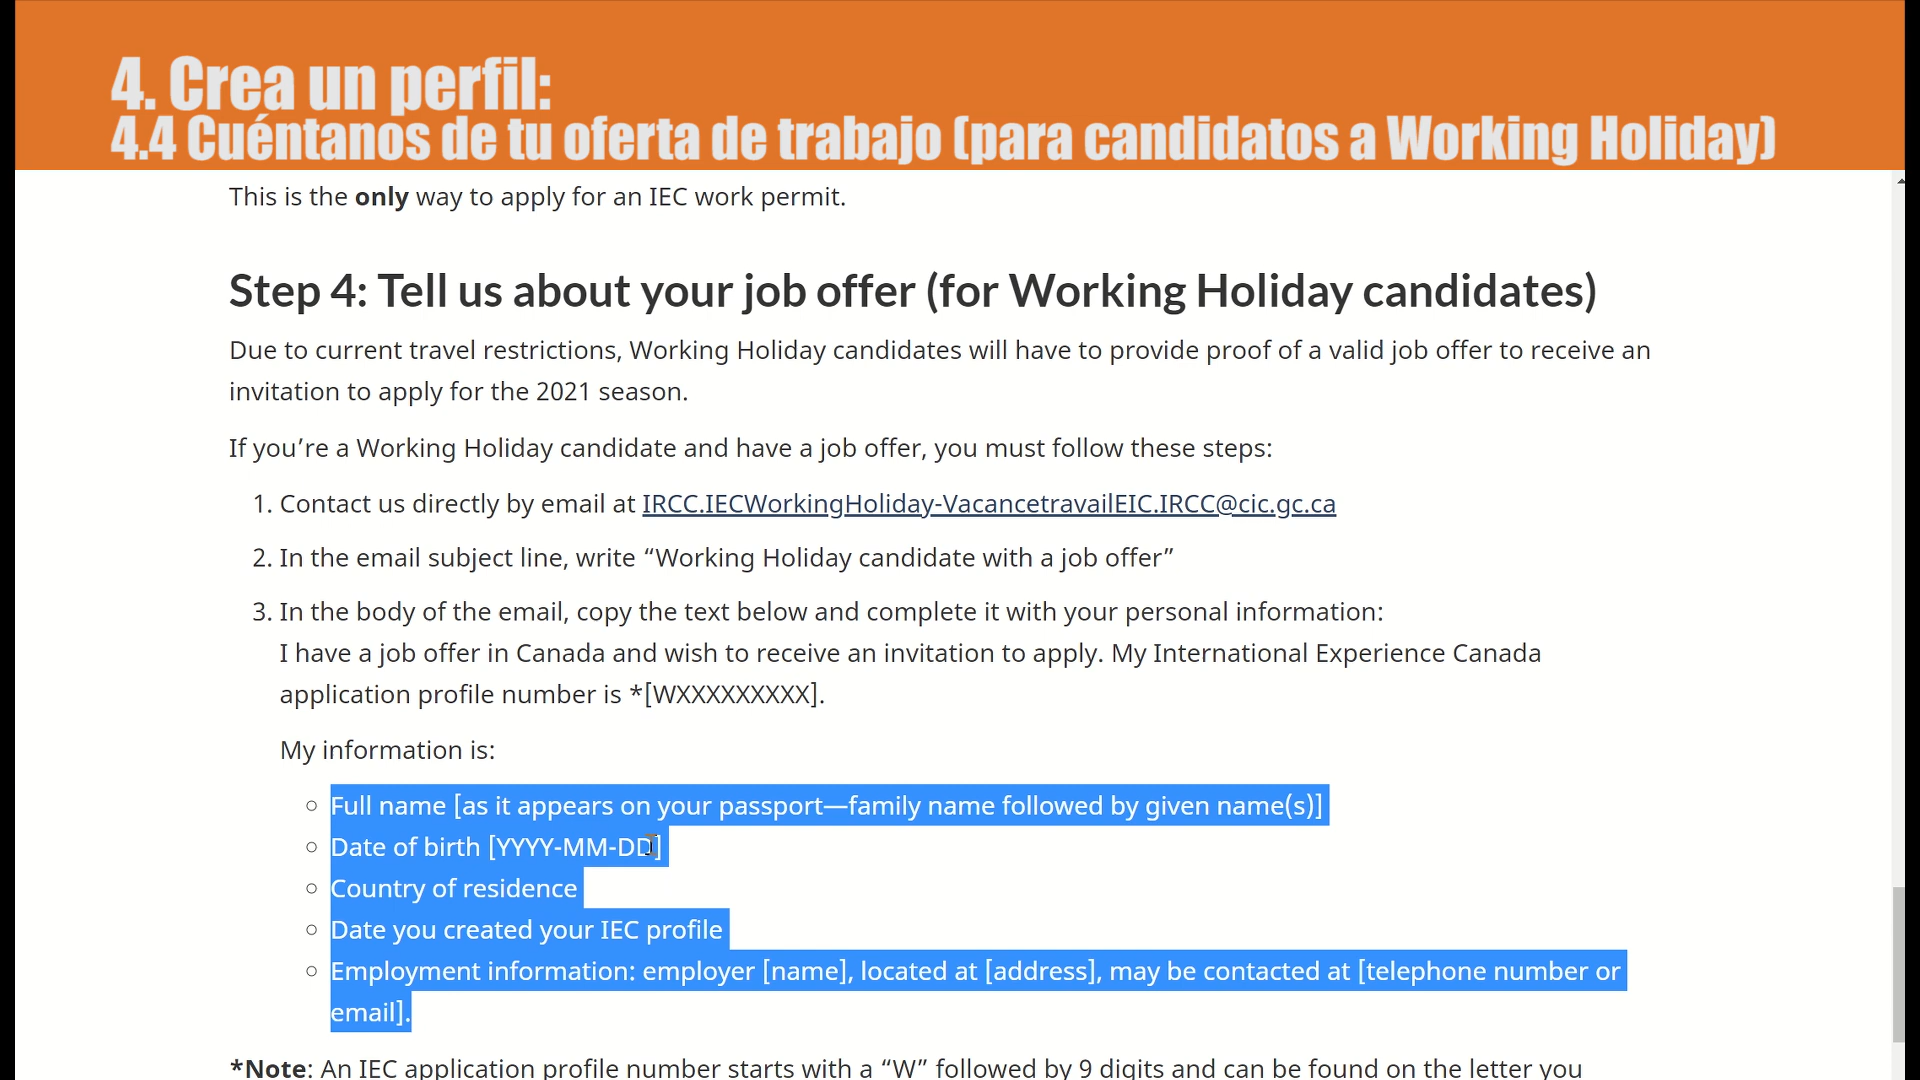 4. Crea un perfil:
4.4 Cuéntanos de tu oferta de trabajo (para candidatos a Working Holiday)
This is the only way to apply for an IEC work permit.
Step 4: Tell us about your job offer (for Working Holiday candidates)
Due to current travel restrictions, Working Holiday candidates will have to provide proof of a valid job offer to receive an
invitation to apply for the 2021 season.
If you’re a Working Holiday candidate and have a job offer, you must follow these steps:
1. Contact us directly by email at IRCC.IECWorkingHoliday-VacancetravailEIC.IRCC@cic.gc.ca
2. In the email subject line, write “Working Holiday candidate with a job offer”
3. In the body of the email, copy the text below and complete it with your personal information:
I have a job offer in Canada and wish to receive an invitation to apply. My International Experience Canada
application profile number is *[WXXXXXXXXX].
My information is:
Full name [as it appears on your passport—family name followed by given name(s)]
Date of birth [YYYY-MM-DD]
Country of residence
Date you created your IEC profile
Employment information: employer [name], located at [address], may be contacted at [telephone number or
email].
*Note: An IEC application profile number starts with a “W” followed by 9 digits and can be found on the letter you